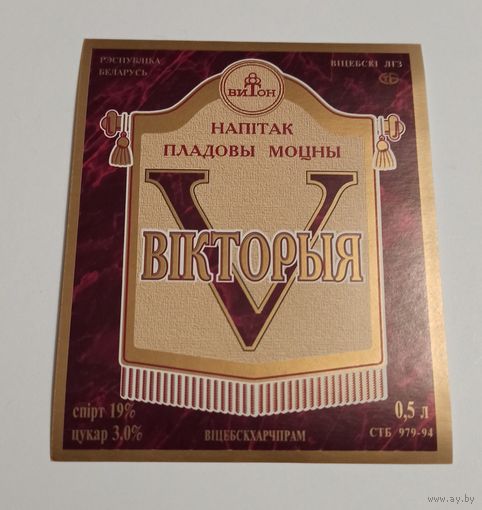 РЭСПУБЛІКА
БЕЛАРУСЬ
ВІЦЕБСКІ ЛГЗ
ВИТОН
НАПІТАК
ПЛАДОВЫ МОЦНЫ
V
ВІКТОРЫЯ
спірт 19%
цукар 3.0%
ВІЦЕБСКХАРЧПРАМ
0,5 л
СТБ 979-94
www.ay.by